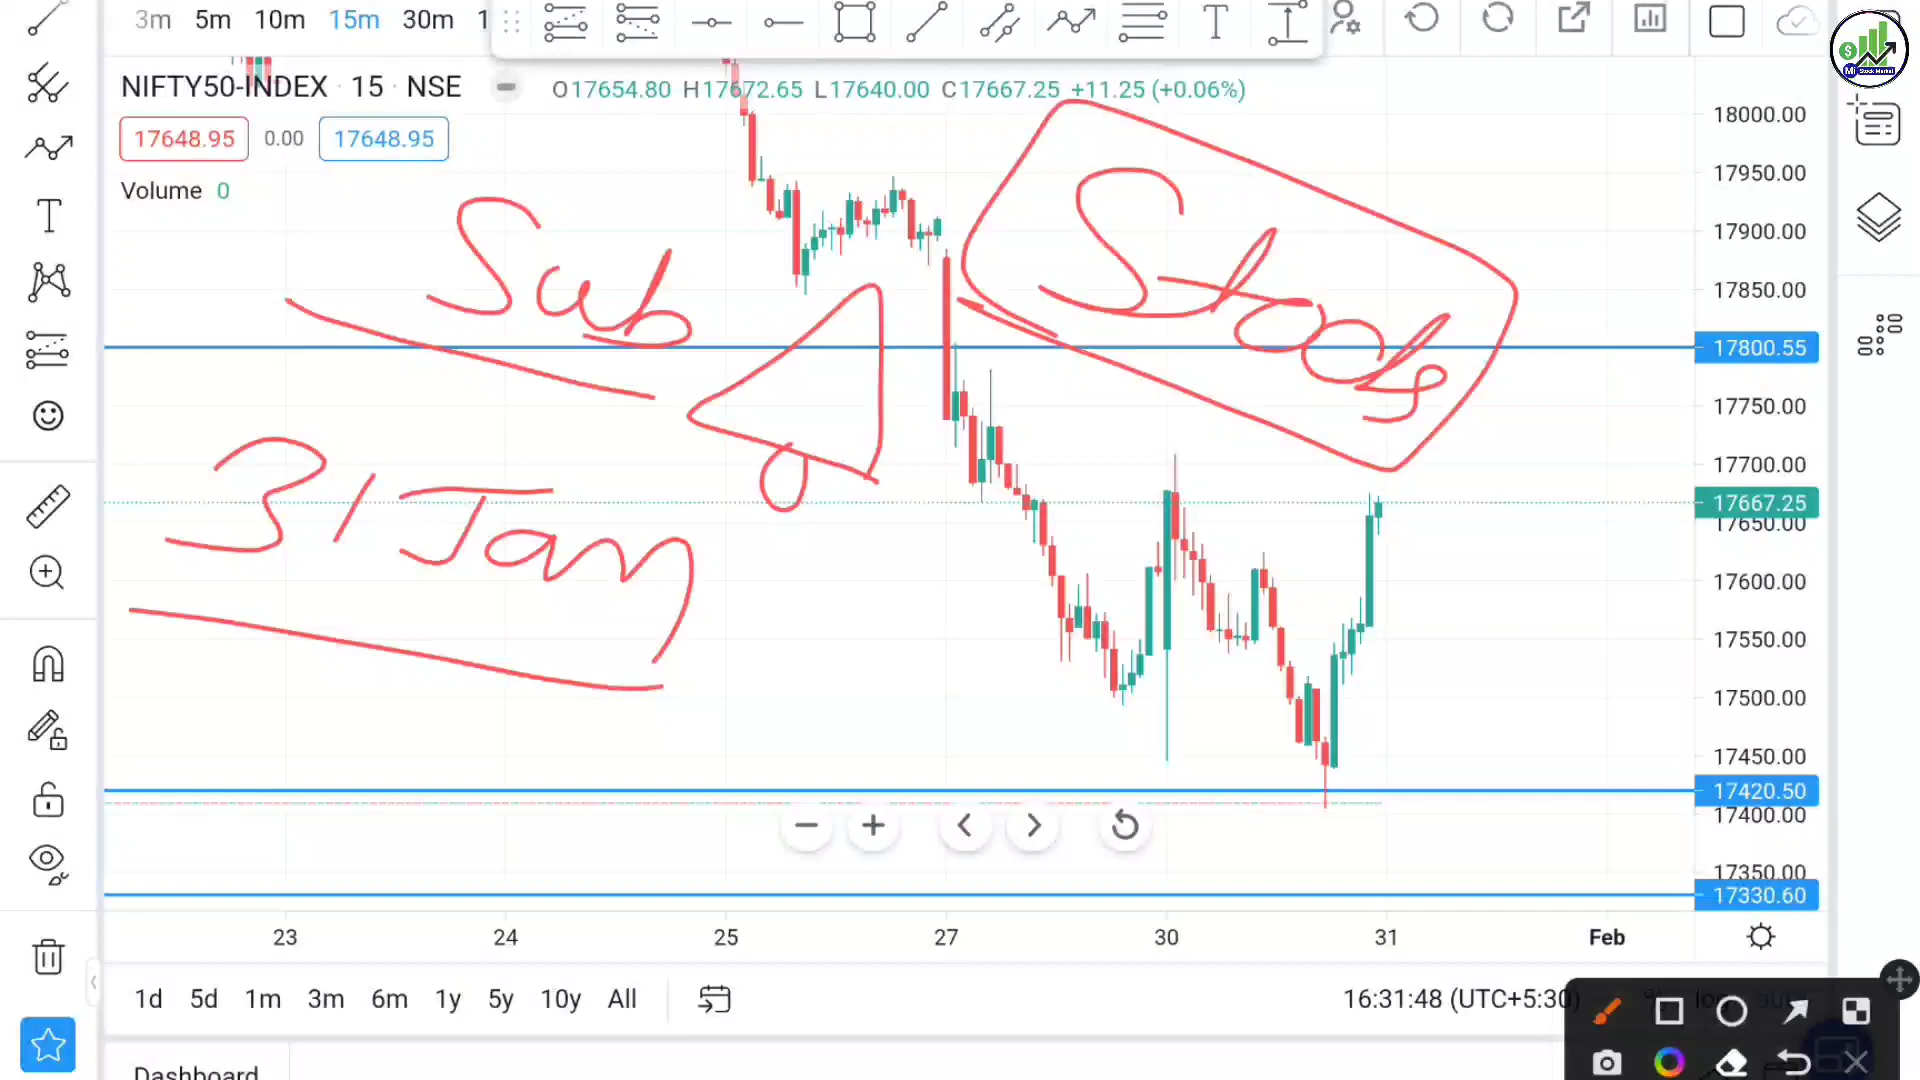 3m 5m 10m 15m 30m 1
NIFTY50-INDEX · 15 · NSE O17654.80 H17672.65 L17640.00 C17667.25 +11.25 (+0.06%)
17648.95 0.00 17648.95
Volume 0
Sub
Stocks
31 Jan
18000.00
17950.00
17900.00
17850.00
17800.55
17750.00
17700.00
17667.25
17650.00
17600.00
17550.00
17500.00
17450.00
17420.50
17400.00
17350.00
17330.60
23 24 25 27 30 31 Feb
1d 5d 1m 3m 6m 1y 5y 10y All 16:31:48 (UTC+5:30)
Dashboard